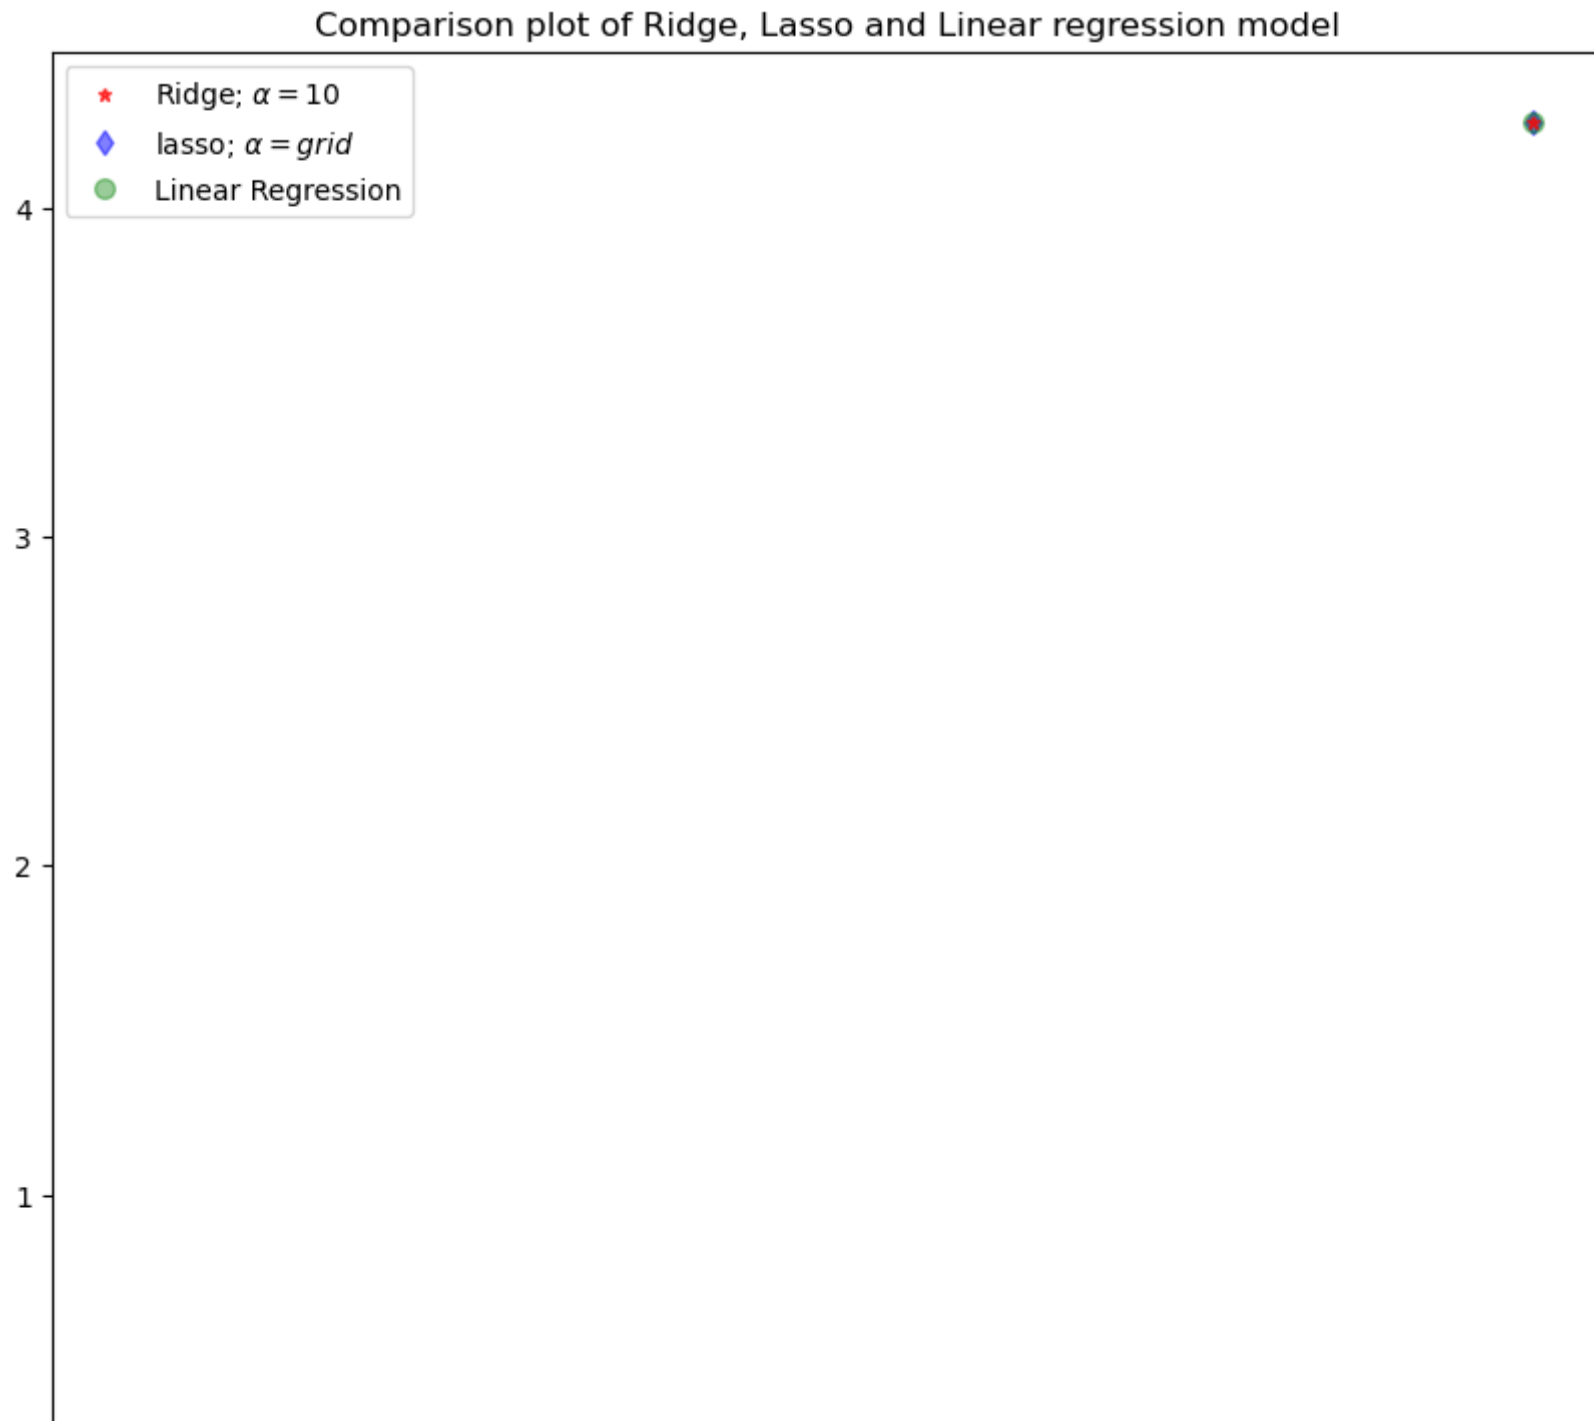 Comparison plot of Ridge, Lasso and Linear regression model
Ridge; α = 10
lasso; α = grid
Linear Regression
4
3
2
1